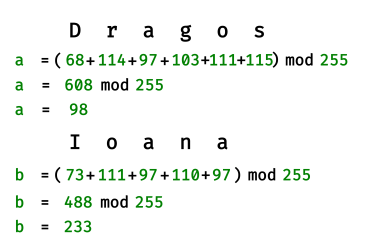 D r a g o s
a = ( 68+114+97+103+111+115) mod 255
a = 608 mod 255
a = 98
I o a n a
b = ( 73+111+97+110+97 ) mod 255
b = 488 mod 255
b = 233